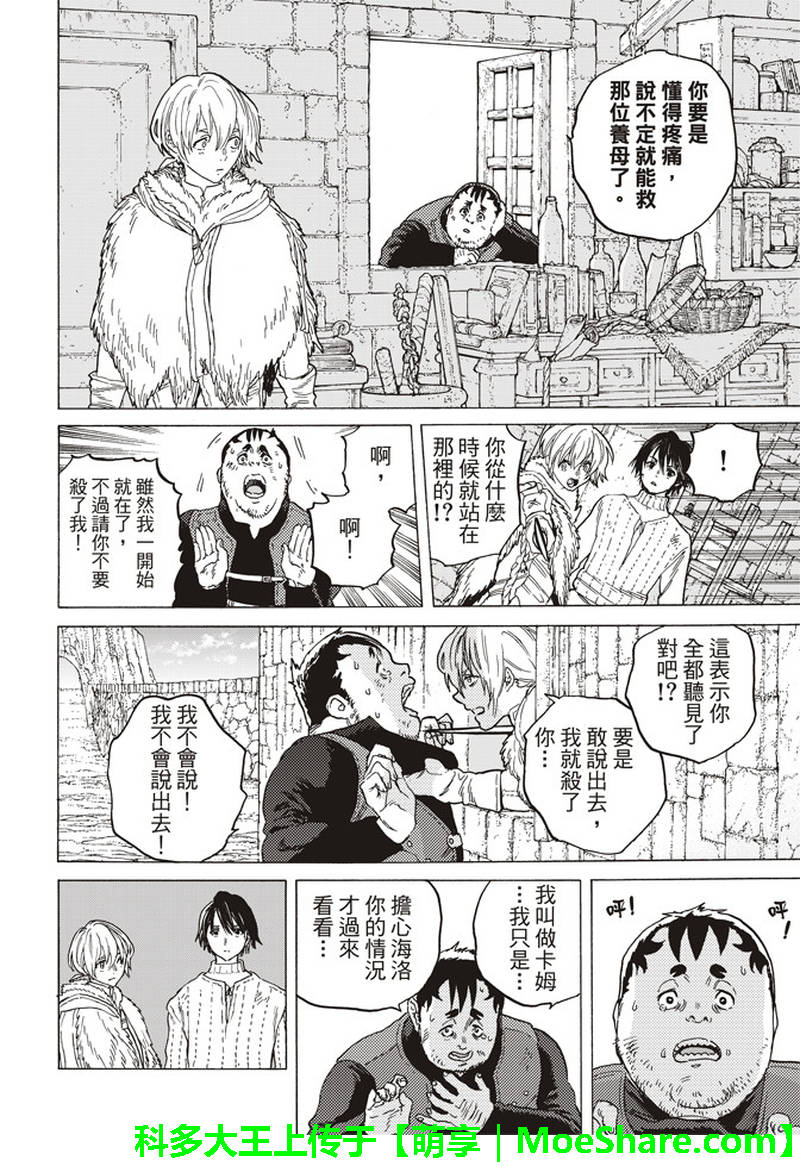 你要是
懂得疼痛，
說不定就能救
那位養母了。
！
你從什麼
時候就站在
那裡的!?
啊，
啊！
雖然我一開始
就在了，
不過請你不要
殺了我！
這表示你
全都聽見了
對吧!?
要是
敢說出去，
我就殺了
你…
我不會說！
我不會說出去！
呼！
呼！
我叫做卡姆
…我只是…
擔心海洛
你的情況
才過來
看看…
科多大王上传于【萌享】｜MoeShare.com】